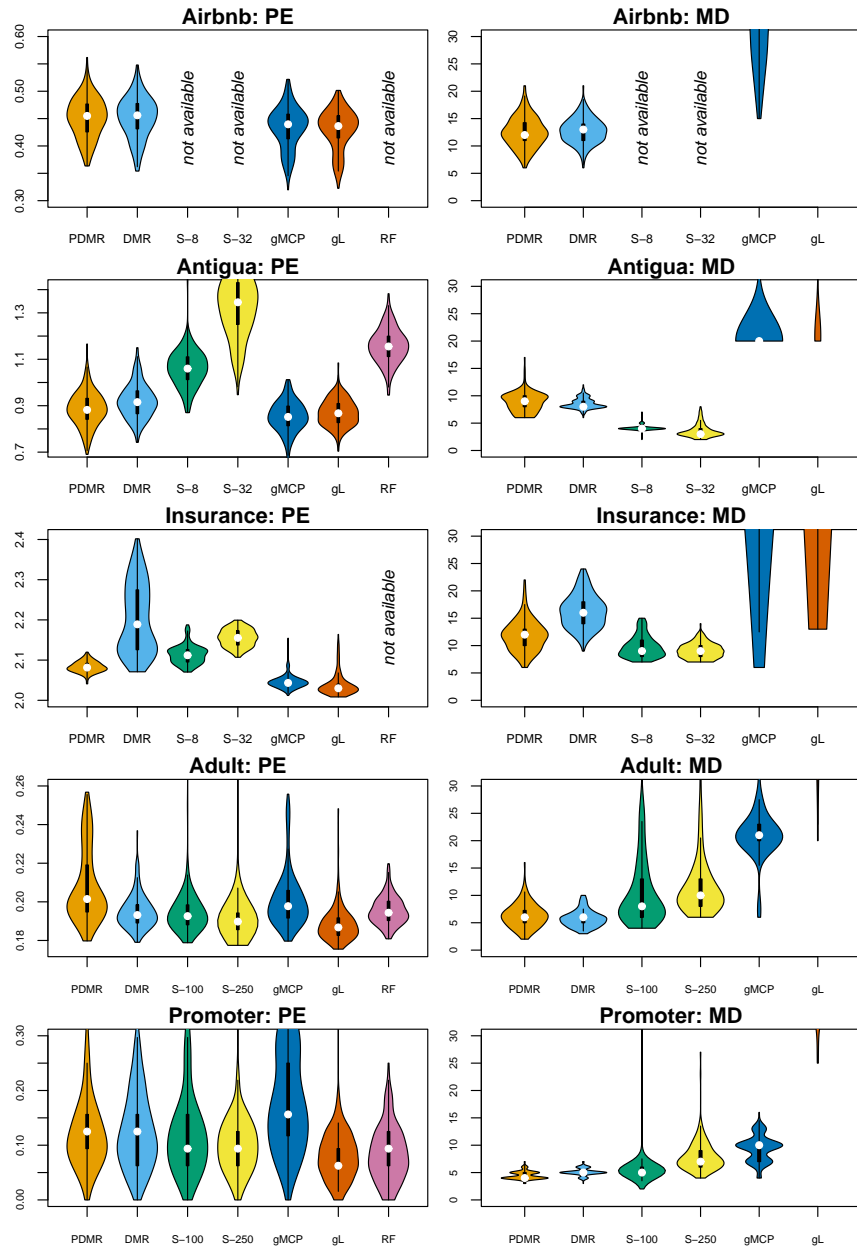 Airbnb: PE
0.60
0.50
0.40
0.30
not available
not available
not available
PDMR DMR S−8 S−32 gMCP gL RF
Airbnb: MD
30
25
20
15
10
5
0
not available
not available
PDMR DMR S−8 S−32 gMCP gL
Antigua: PE
1.3
1.1
0.9
0.7
PDMR DMR S−8 S−32 gMCP gL RF
Antigua: MD
30
25
20
15
10
5
0
PDMR DMR S−8 S−32 gMCP gL
Insurance: PE
2.4
2.3
2.2
2.1
2.0
not available
PDMR DMR S−8 S−32 gMCP gL RF
Insurance: MD
30
25
20
15
10
5
0
PDMR DMR S−8 S−32 gMCP gL
Adult: PE
0.26
0.24
0.22
0.20
0.18
PDMR DMR S−100 S−250 gMCP gL RF
Adult: MD
30
25
20
15
10
5
0
PDMR DMR S−100 S−250 gMCP gL
Promoter: PE
0.30
0.20
0.10
0.00
PDMR DMR S−100 S−250 gMCP gL RF
Promoter: MD
30
25
20
15
10
5
0
PDMR DMR S−100 S−250 gMCP gL